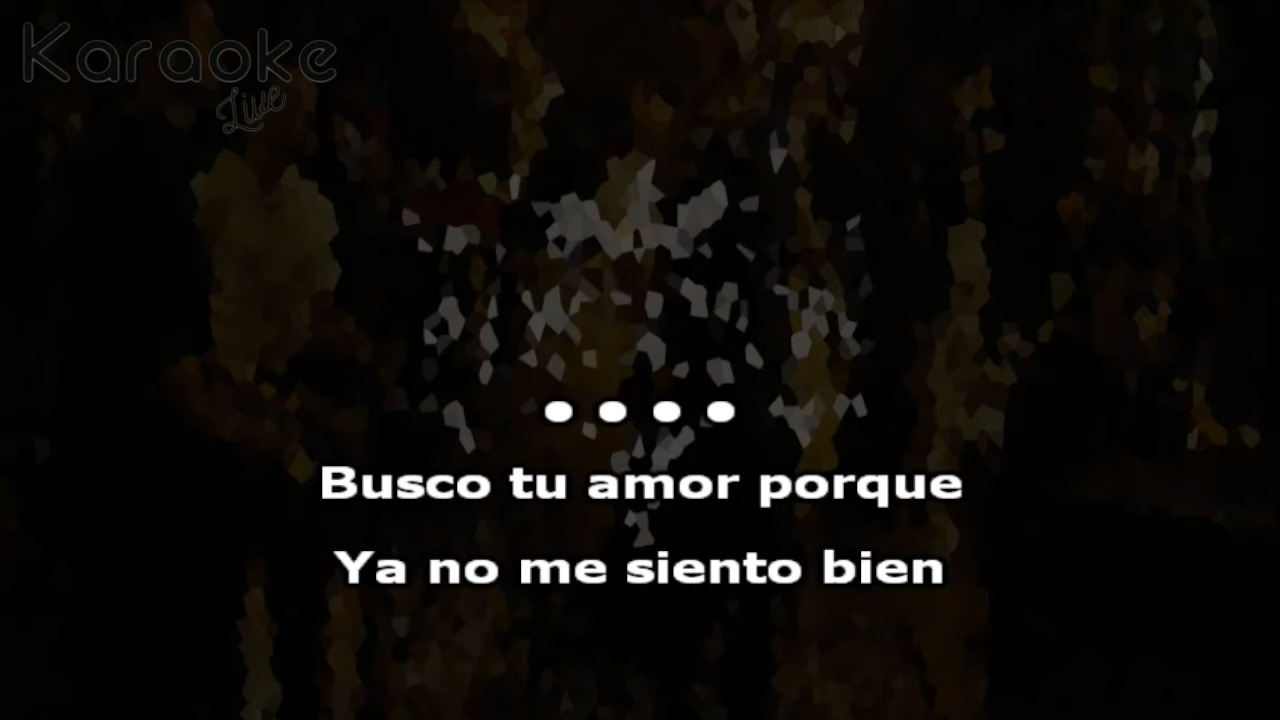 Karaoke
Live
• • • •
Busco tu amor porque
Ya no me siento bien